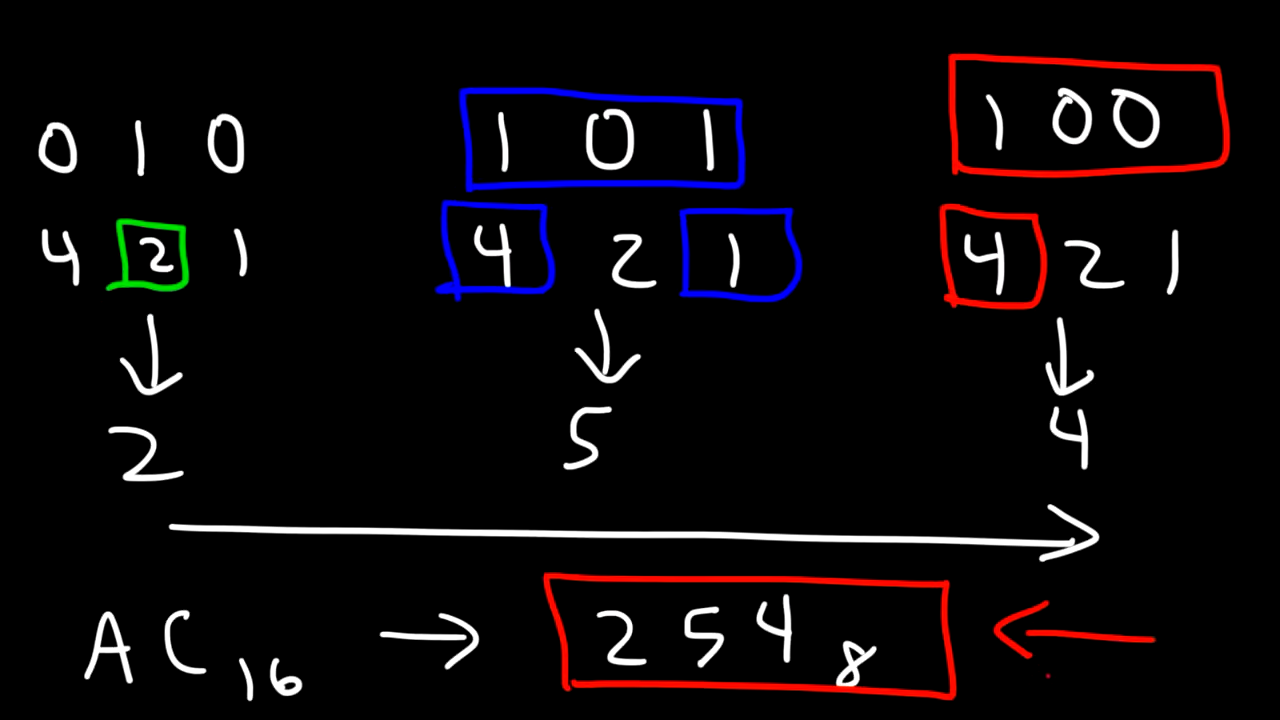 0 1 0 1 0 1 1 0 0
4 2 1 4 2 1 4 2 1
2 5 4
AC₁₆ → 254₈ ←